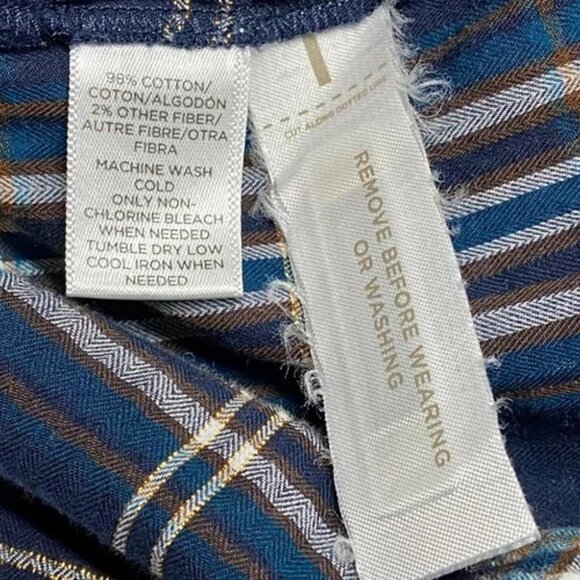 98% COTTON/
COTON/ALGODÓN
2% OTHER FIBER/
AUTRE FIBRE/OTRA
FIBRA
MACHINE WASH
COLD
ONLY NON-
CHLORINE BLEACH
WHEN NEEDED
TUMBLE DRY LOW
COOL IRON WHEN
NEEDED
CUT ALONG DOTTED LINE
REMOVE BEFORE WEARING
OR WASHING